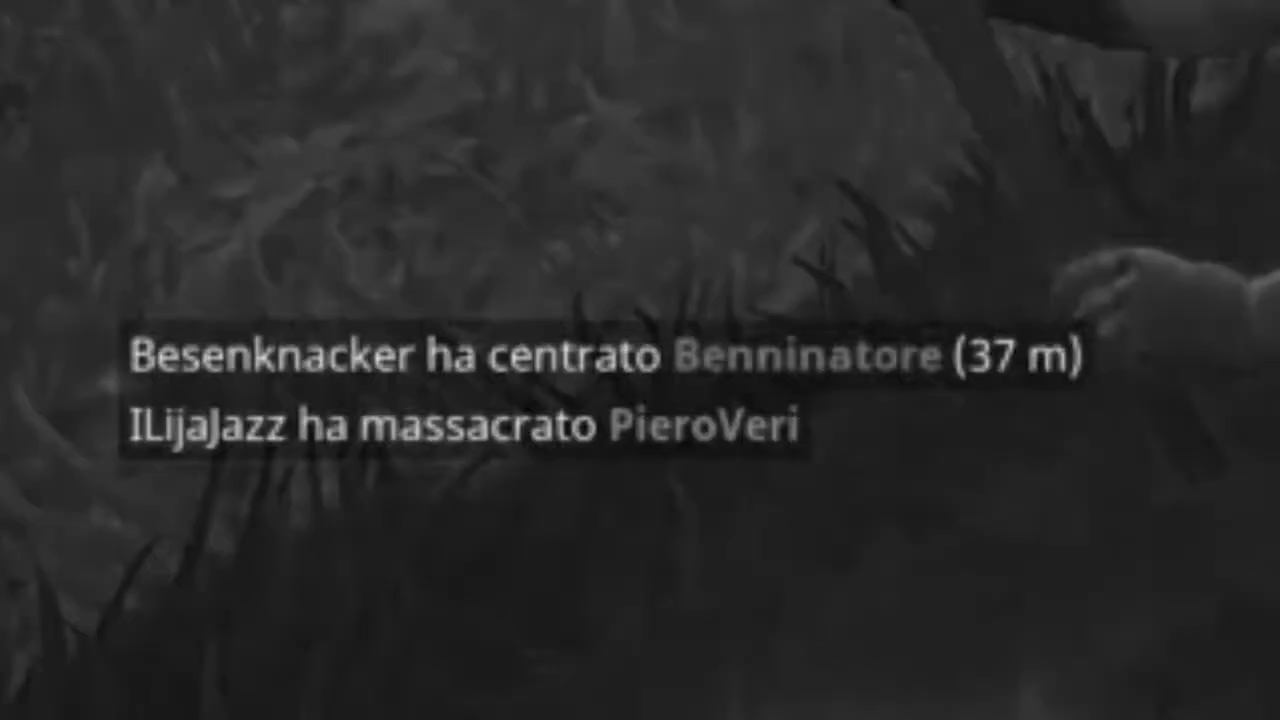 Besenknacker ha centrato Benninatore (37 m)
ILijaJazz ha massacrato PieroVeri